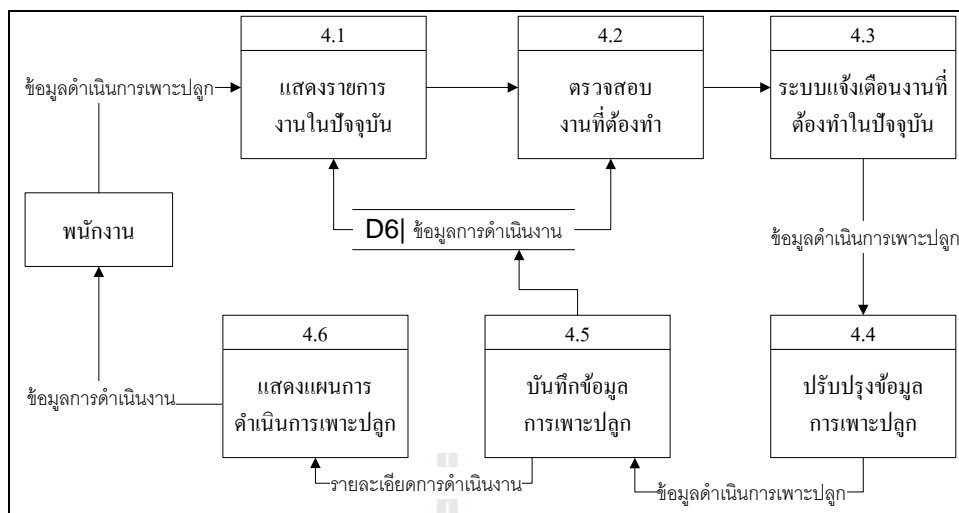 4.1
แสดงรายการ
งานในปัจจุบัน
4.2
ตรวจสอบ
งานที่ต้องทำ
4.3
ระบบแจ้งเตือนงานที่
ต้องทำในปัจจุบัน
ข้อมูลดำเนินการเพาะปลูก
พนักงาน
D6| ข้อมูลการดำเนินงาน
ข้อมูลดำเนินการเพาะปลูก
4.6
แสดงแผนการ
ดำเนินการเพาะปลูก
4.5
บันทึกข้อมูล
การเพาะปลูก
4.4
ปรับปรุงข้อมูล
การเพาะปลูก
ข้อมูลการดำเนินงาน
รายละเอียดการดำเนินงาน
ข้อมูลดำเนินการเพาะปลูก